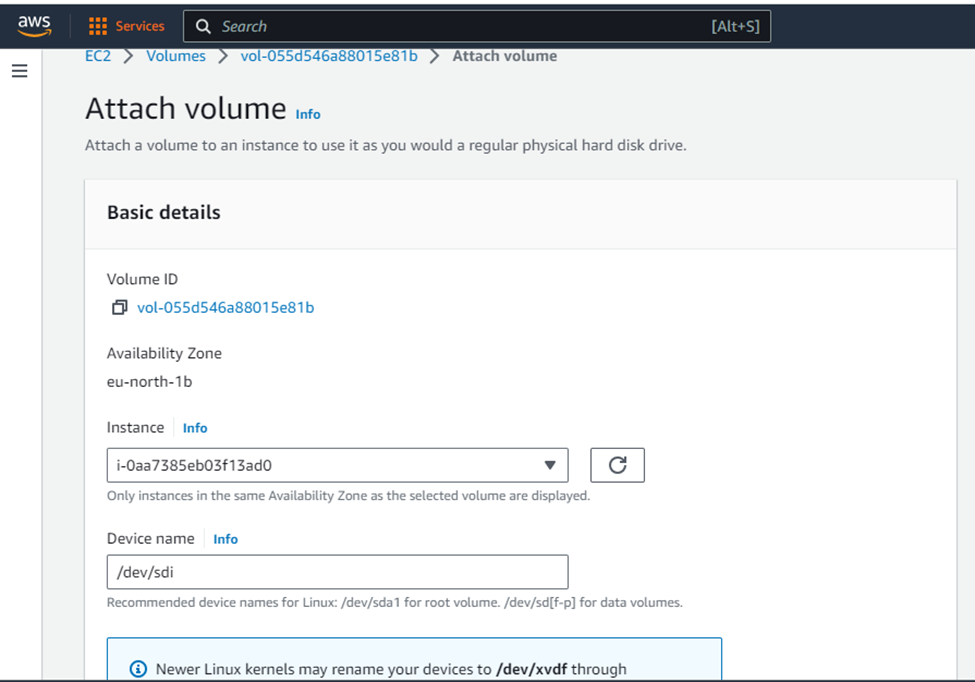 aws Services Search [Alt+S]
EC2 > Volumes > vol-055d546a88015e81b > Attach volume
Attach volume Info
Attach a volume to an instance to use it as you would a regular physical hard disk drive.
Basic details
Volume ID
vol-055d546a88015e81b
Availability Zone
eu-north-1b
Instance Info
i-0aa7385eb03f13ad0
Only instances in the same Availability Zone as the selected volume are displayed.
Device name Info
/dev/sdi
Recommended device names for Linux: /dev/sda1 for root volume. /dev/sd[f-p] for data volumes.
Newer Linux kernels may rename your devices to /dev/xvdf through